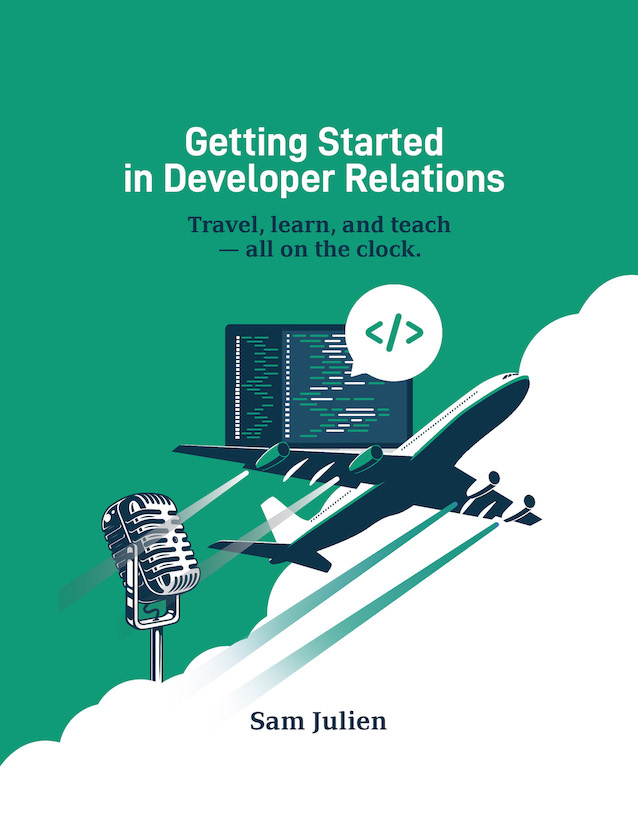 Getting Started
in Developer Relations
Travel, learn, and teach
— all on the clock.
</>
Sam Julien